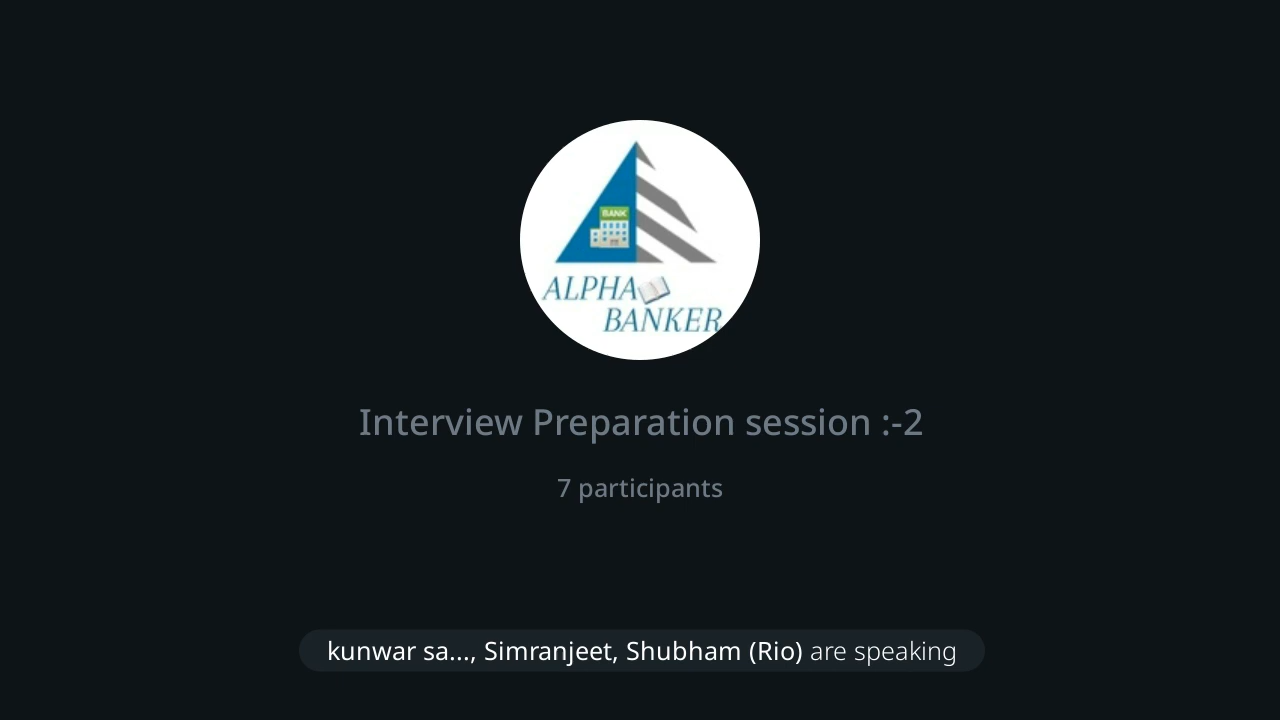 BANK
ALPHA
BANKER
Interview Preparation session :-2
7 participants
kunwar sa..., Simranjeet, Shubham (Rio) are speaking